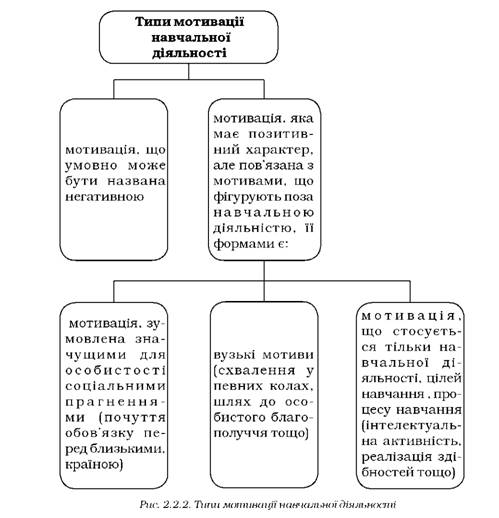 Типи мотивації
навчальної
діяльності
мотивація, що
умовно може
бути названа
негативною
мотивація, яка
має позитив-
ний характер,
але пов'язана з
мотивами, що
фігурують поза
навчальною
діяльністю, її
формами є:
мотивація, зу-
мовлена зна-
чущими для
особистості
соціальними
прагнення-
ми (почуття
обов'язку пе-
ред близькими,
країною)
вузькі мотиви
(схвалення у
певних колах,
шлях до осо-
бистого благо-
получчя тощо)
мотивація,
що стосуєть-
ся тільки на-
вчальної ді-
яльності, цілей
навчання , про-
цесу навчання
(інтелектуаль-
на активність,
реалізація зді-
бностей тощо)
Рис. 2.2.2. Типи мотивації навчальної діяльності